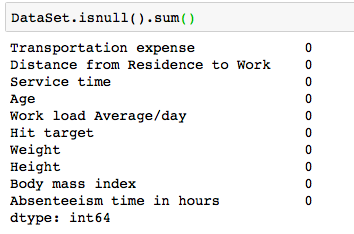 DataSet.isnull().sum()
Transportation expense 0
Distance from Residence to Work 0
Service time 0
Age 0
Work load Average/day 0
Hit target 0
Weight 0
Height 0
Body mass index 0
Absenteeism time in hours 0
dtype: int64